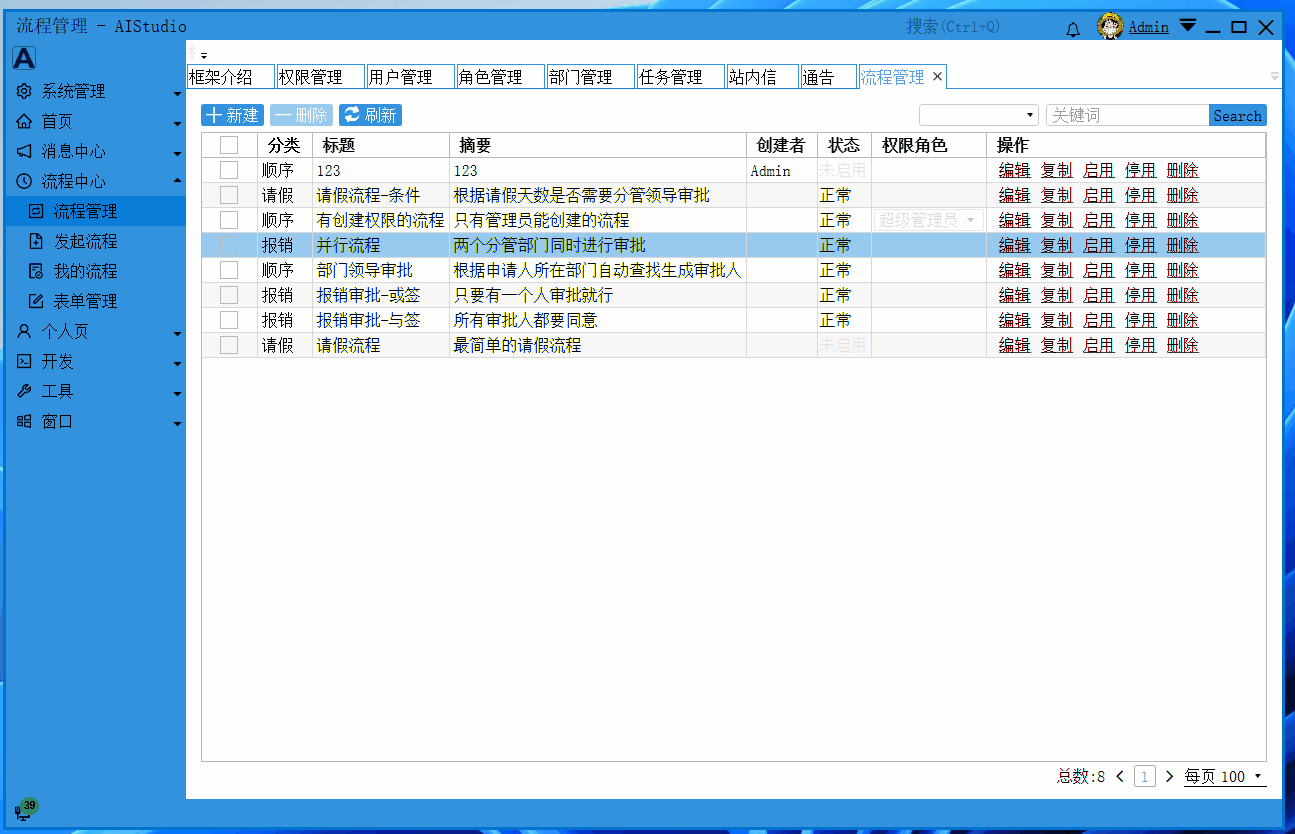 流程管理 - AIStudio
搜索(Ctrl+Q)
Admin
A
系统管理
首页
消息中心
流程中心
流程管理
发起流程
我的流程
表单管理
个人页
开发
工具
窗口
39
框架介绍 权限管理 用户管理 角色管理 部门管理 任务管理 站内信 通告 流程管理
新建 删除 刷新 关键词 Search
分类 标题 摘要 创建者 状态 权限角色 操作
顺序 123 123 Admin 未启用 编辑 复制 启用 停用 删除
请假 请假流程-条件 根据请假天数是否需要分管领导审批 正常 编辑 复制 启用 停用 删除
顺序 有创建权限的流程 只有管理员能创建的流程 正常 超级管理员 编辑 复制 启用 停用 删除
报销 并行流程 两个分管部门同时进行审批 正常 编辑 复制 启用 停用 删除
顺序 部门领导审批 根据申请人所在部门自动查找生成审批人 正常 编辑 复制 启用 停用 删除
报销 报销审批-或签 只要有一个人审批就行 正常 编辑 复制 启用 停用 删除
报销 报销审批-与签 所有审批人都要同意 正常 编辑 复制 启用 停用 删除
请假 请假流程 最简单的请假流程 未启用 编辑 复制 启用 停用 删除
总数:8 1 每页 100